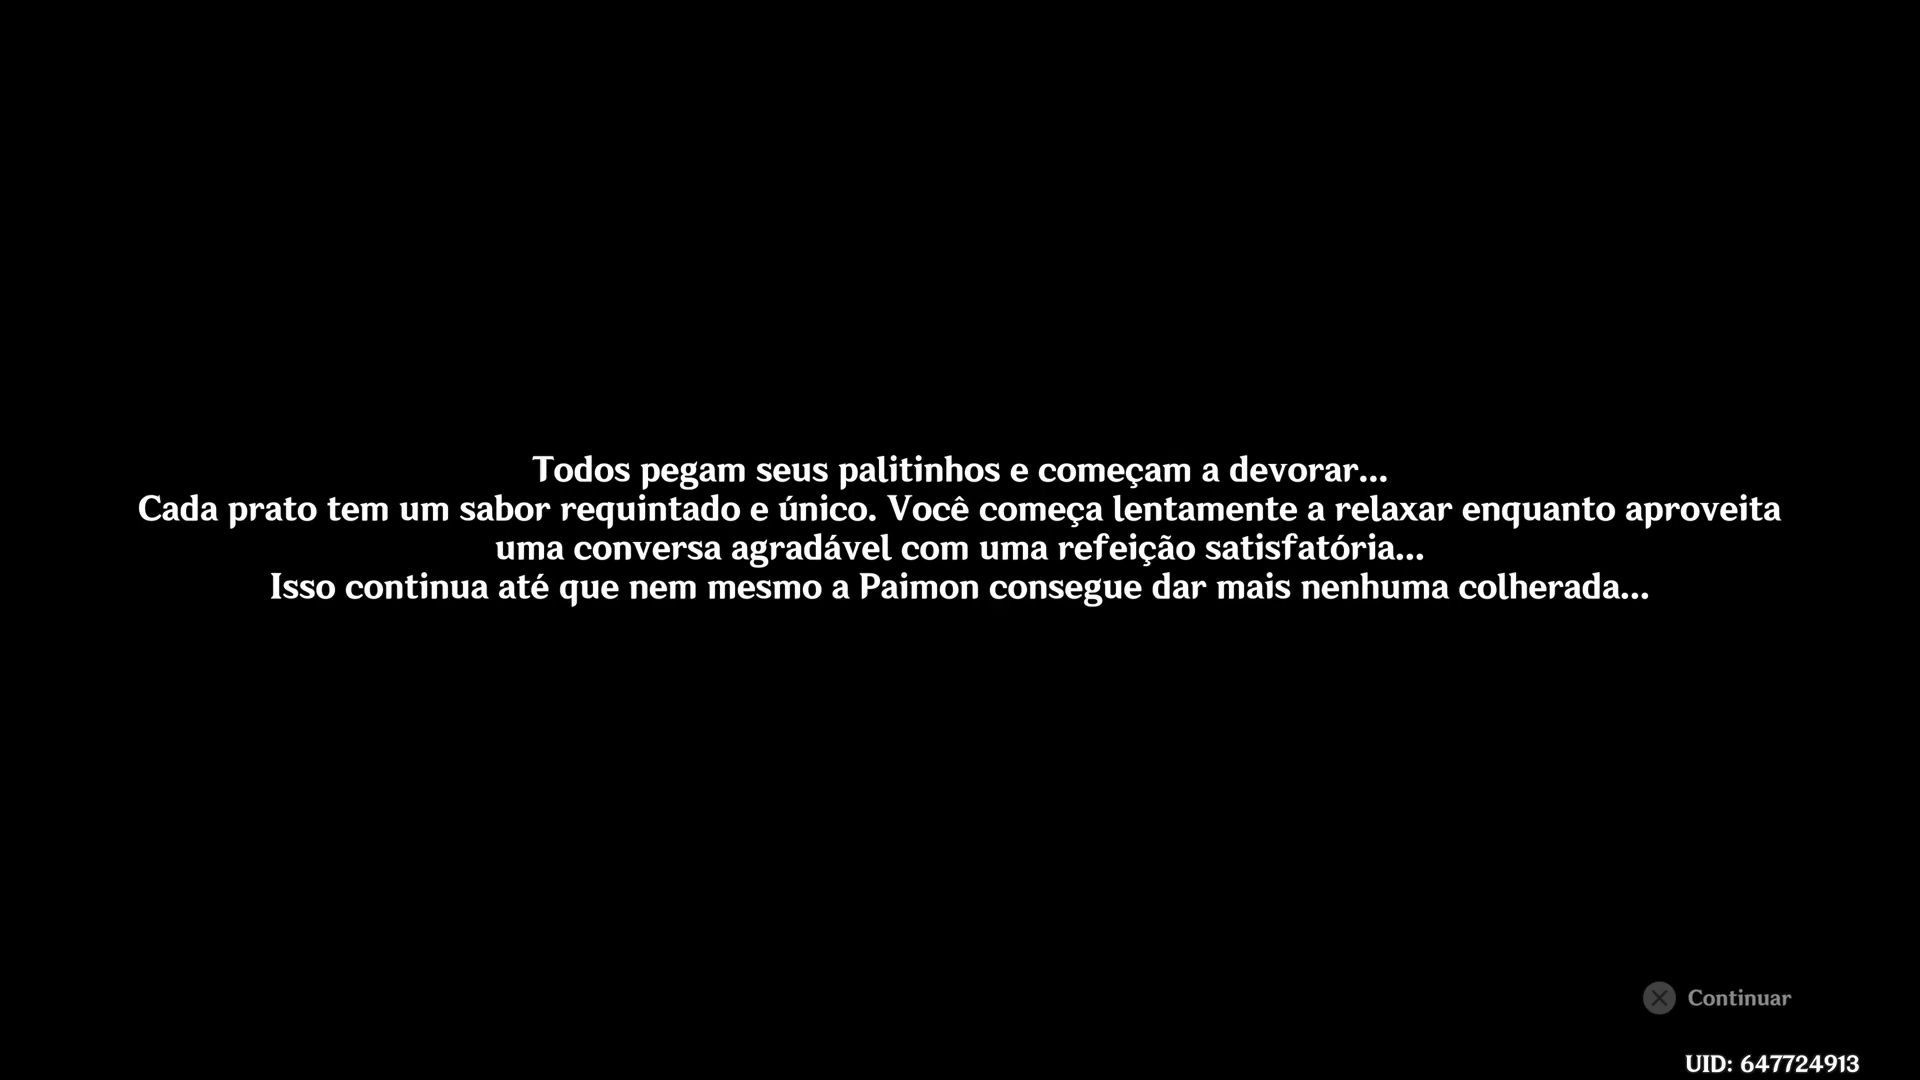 Todos pegam seus palitinhos e começam a devorar...
Cada prato tem um sabor requintado e único. Você começa lentamente a relaxar enquanto aproveita
uma conversa agradável com uma refeição satisfatória...
Isso continua até que nem mesmo a Paimon consegue dar mais nenhuma colherada...
Continuar
UID: 647724913